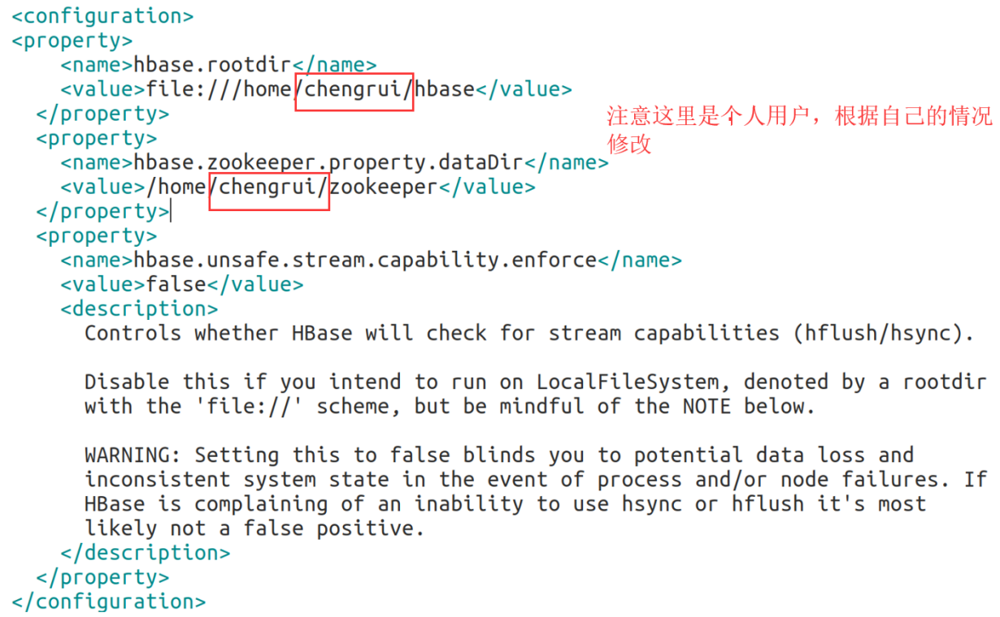 <configuration>
<property>
<name>hbase.rootdir</name>
<value>file:///home/chengrui/hbase</value>
</property>
注意这里是个人用户，根据自己的情况
修改
<property>
<name>hbase.zookeeper.property.dataDir</name>
<value>/home/chengrui/zookeeper</value>
</property>
<property>
<name>hbase.unsafe.stream.capability.enforce</name>
<value>false</value>
<description>
Controls whether HBase will check for stream capabilities (hflush/hsync).
Disable this if you intend to run on LocalFileSystem, denoted by a rootdir
with the 'file://' scheme, but be mindful of the NOTE below.
WARNING: Setting this to false blinds you to potential data loss and
inconsistent system state in the event of process and/or node failures. If
HBase is complaining of an inability to use hsync or hflush it's most
likely not a false positive.
</description>
</property>
</configuration>